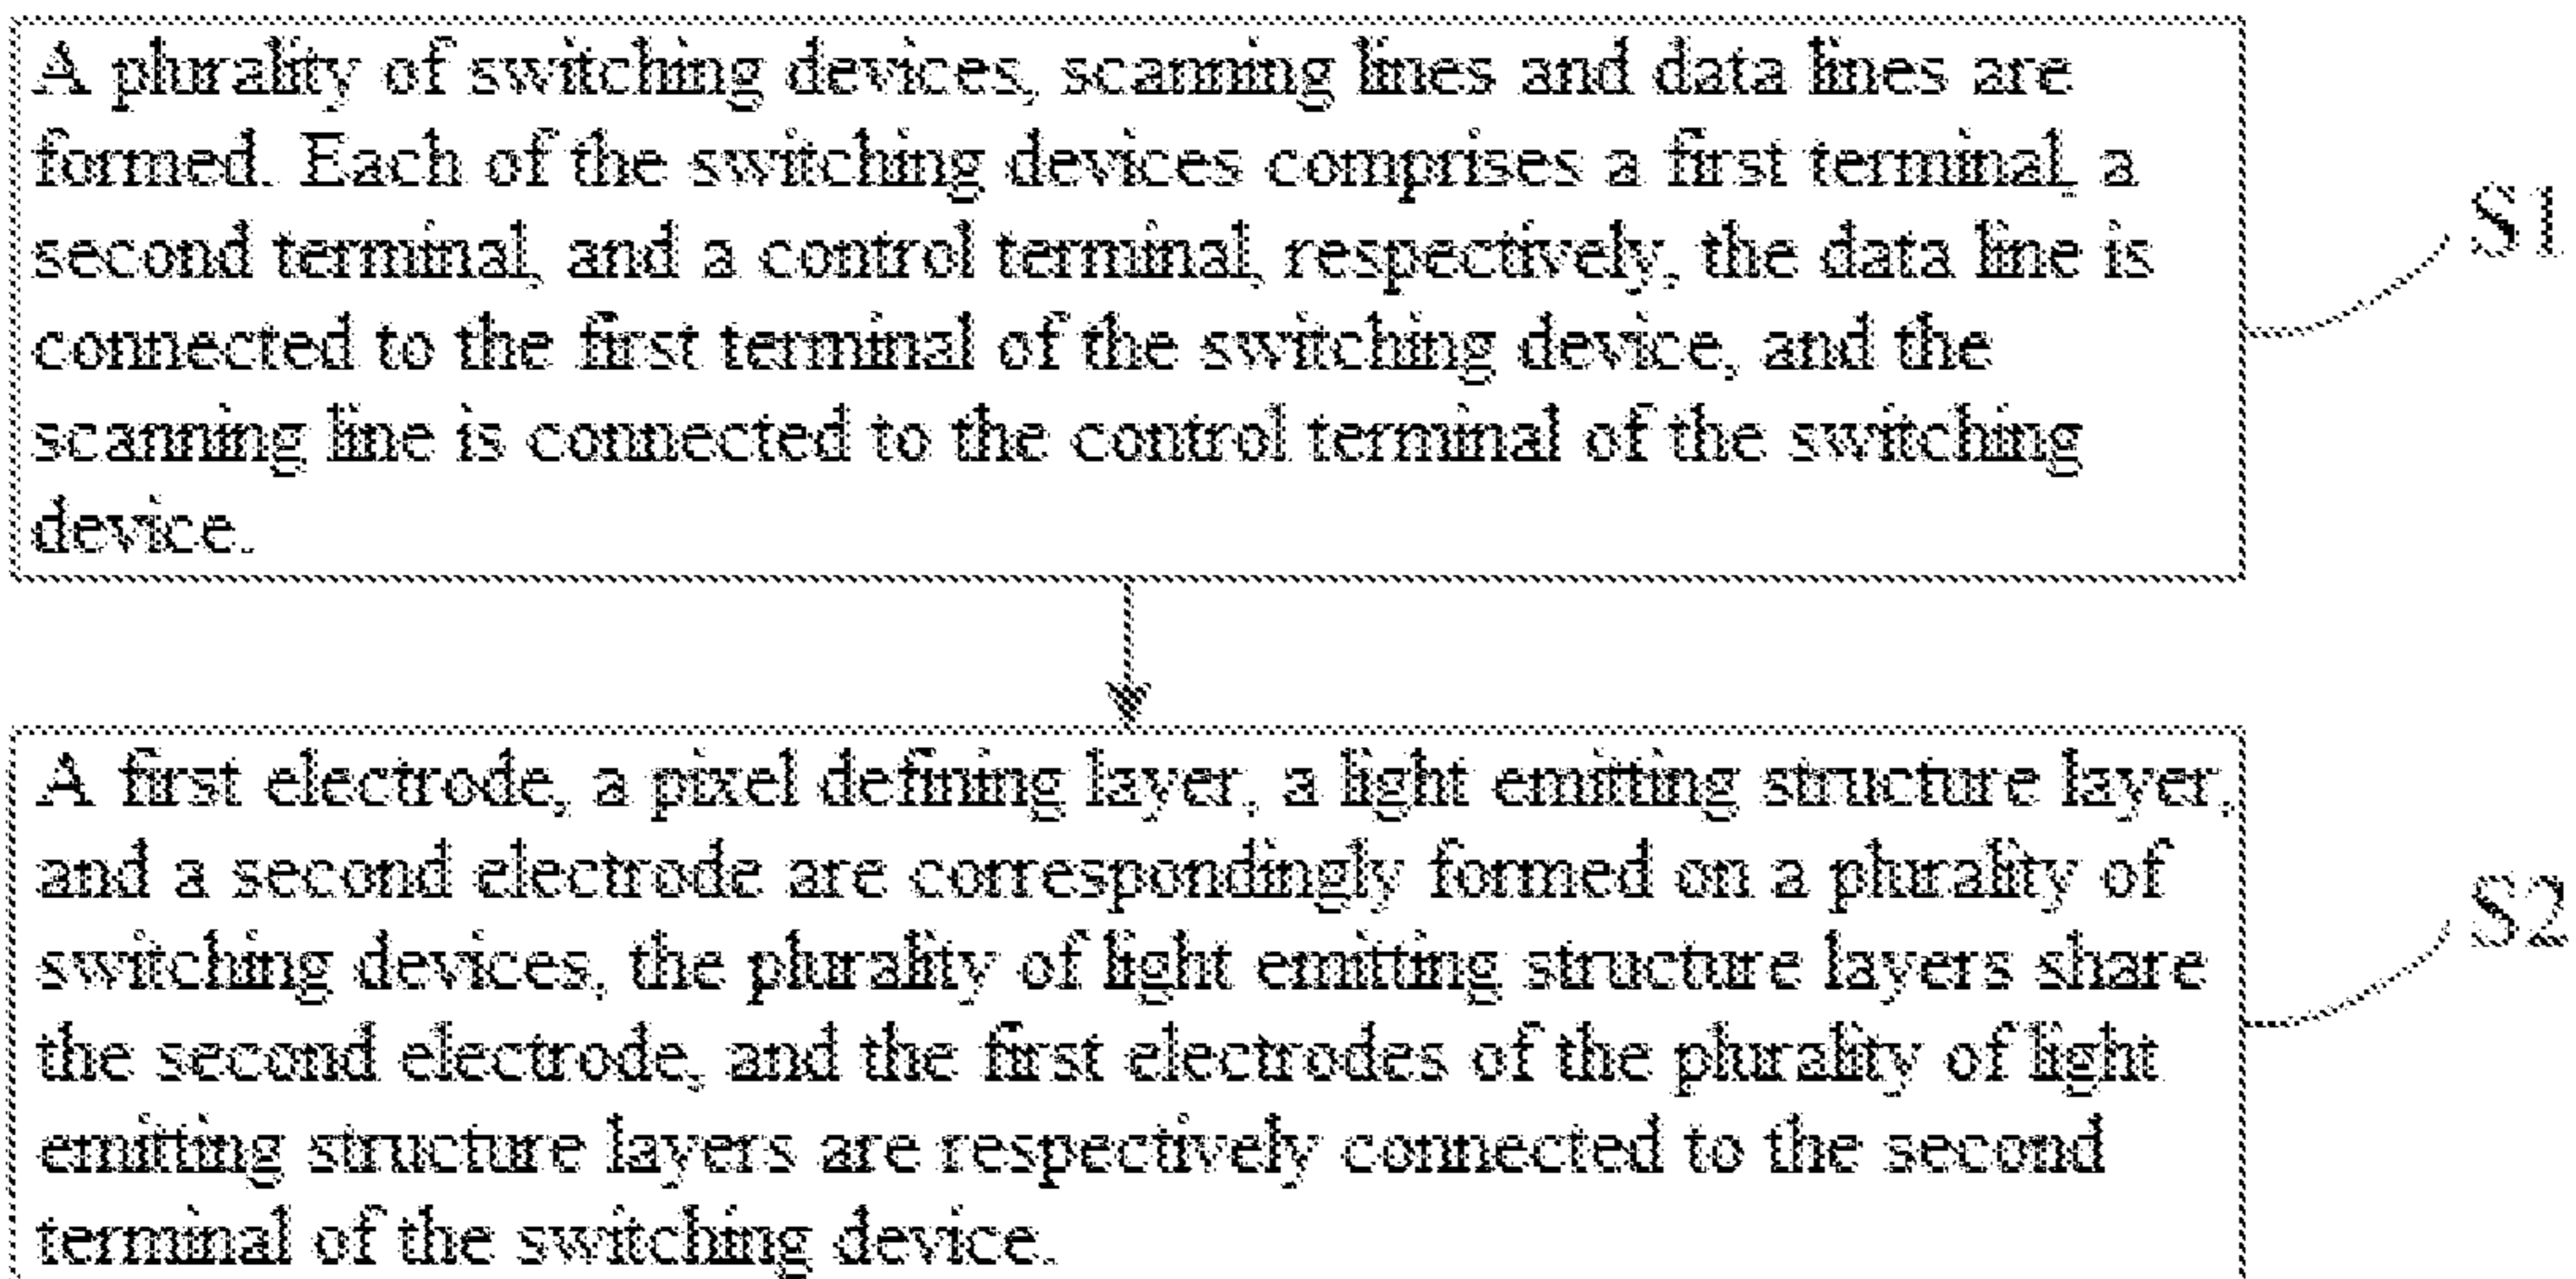 A plurality of switching devices, scanning lines and data lines are
formed. Each of the switching devices comprises a first terminal, a
second terminal, and a control terminal, respectively, the data line is
connected to the first terminal of the switching device, and the
scanning line is connected to the control terminal of the switching
device.
S1
A first electrode, a pixel defining layer, a light emitting structure layer,
and a second electrode are correspondingly formed on a plurality of
switching devices, the plurality of light emitting structure layers share
the second electrode, and the first electrodes of the plurality of light
emitting structure layers are respectively connected to the second
terminal of the switching device.
S2